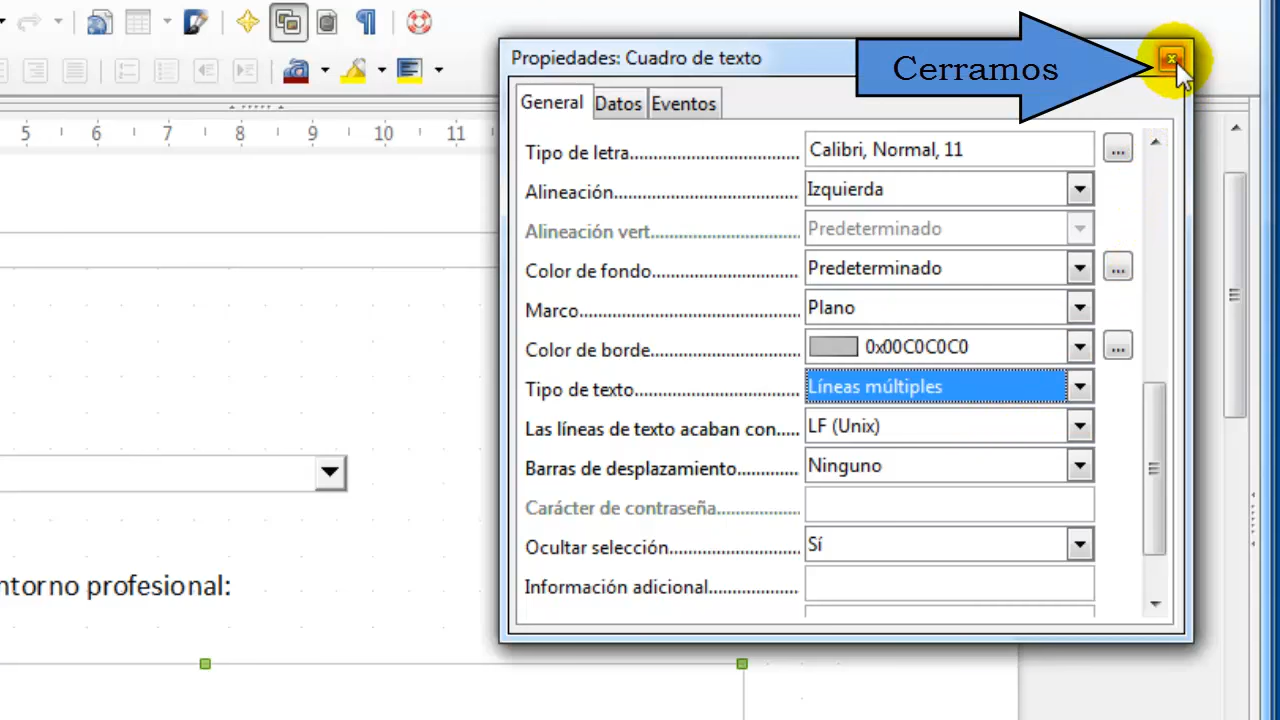 Propiedades: Cuadro de texto
Cerramos
General Datos Eventos
5 6 7 8 9 10 11
Tipo de letra Calibri, Normal, 11 ...
Alineación Izquierda
Alineación vert. Predeterminado
Color de fondo Predeterminado ...
Marco Plano
Color de borde 0x00C0C0C0 ...
Tipo de texto Líneas múltiples
Las líneas de texto acaban con LF (Unix)
Barras de desplazamiento Ninguno
Carácter de contraseña
Ocultar selección Sí
Información adicional
ntorno profesional: